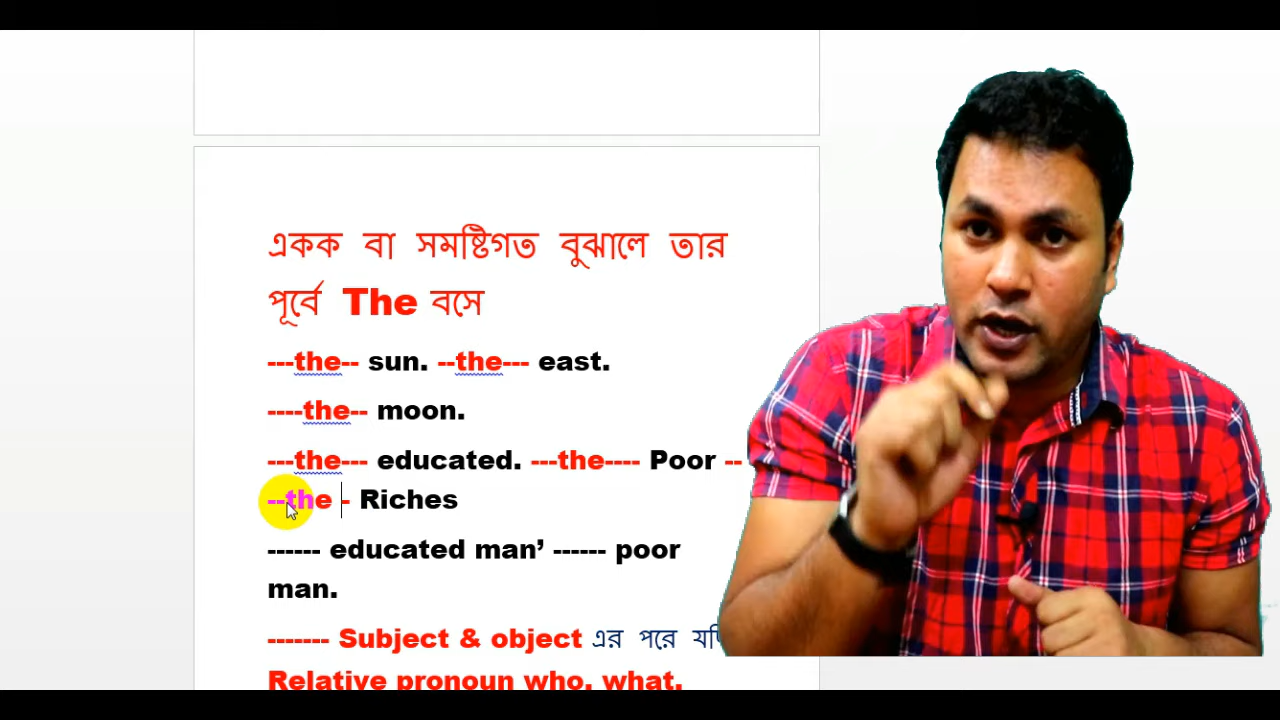 একক বা সমষ্টিগত বুঝালে তার
পূর্বে The বসে
---the-- sun. --the--- east.
----the-- moon.
---the--- educated. ---the---- Poor --
--the - Riches
------ educated man’ ------ poor
man.
------- Subject & object এর পরে
Relative pronoun who, what,